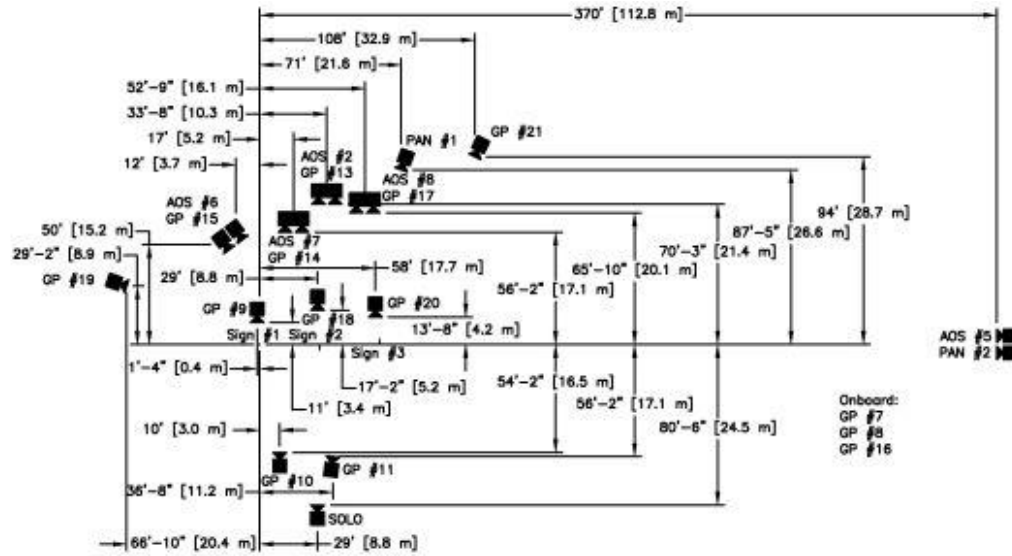 370' [112.8 m]
108' [32.9 m]
71' [21.6 m]
52'-9" [16.1 m]
33'-8" [10.3 m]
17' [5.2 m]
12' [3.7 m]
PAN #1
GP #21
AOS #2
GP #13
AOS #8
GP #17
AOS #6
GP #15
94' [28.7 m]
87'-5" [26.6 m]
70'-3" [21.4 m]
65'-10" [20.1 m]
56'-2" [17.1 m]
50' [15.2 m]
29'-2" [8.9 m]
AOS #7
GP #14
58' [17.7 m]
GP #19
29' [8.8 m]
GP #9
GP #18
GP #20
13'-8" [4.2 m]
Sign #1
Sign #2
Sign #3
AOS #5
PAN #2
1'-4" [0.4 m]
17'-2" [5.2 m]
11' [3.4 m]
54'-2" [16.5 m]
56'-2" [17.1 m]
80'-6" [24.5 m]
Onboard:
GP #7
GP #8
GP #16
10' [3.0 m]
GP #10
GP #11
36'-8" [11.2 m]
SOLO
66'-10" [20.4 m]
29' [8.8 m]